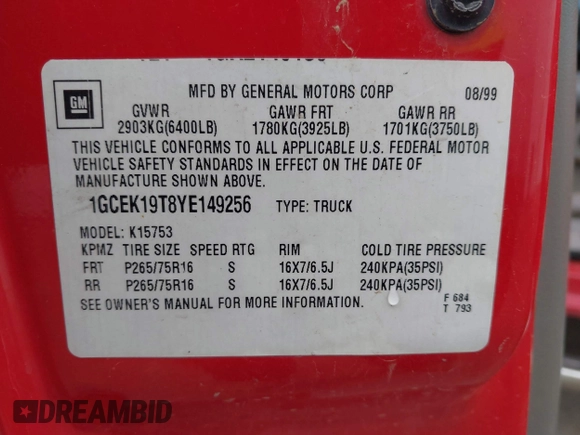 GM
MFD BY GENERAL MOTORS CORP 08/99
GVWR GAWR FRT GAWR RR
2903KG(6400LB) 1780KG(3925LB) 1701KG(3750LB)
THIS VEHICLE CONFORMS TO ALL APPLICABLE U.S. FEDERAL MOTOR
VEHICLE SAFETY STANDARDS IN EFFECT ON THE DATE OF
MANUFACTURE SHOWN ABOVE.
1GCEK19T8YE149256 TYPE: TRUCK
MODEL: K15753
KPMZ TIRE SIZE SPEED RTG RIM COLD TIRE PRESSURE
FRT P265/75R16 S 16X7/6.5J 240KPA(35PSI)
RR P265/75R16 S 16X7/6.5J 240KPA(35PSI)
SEE OWNER'S MANUAL FOR MORE INFORMATION.
F 684
T 793
DREAMBID